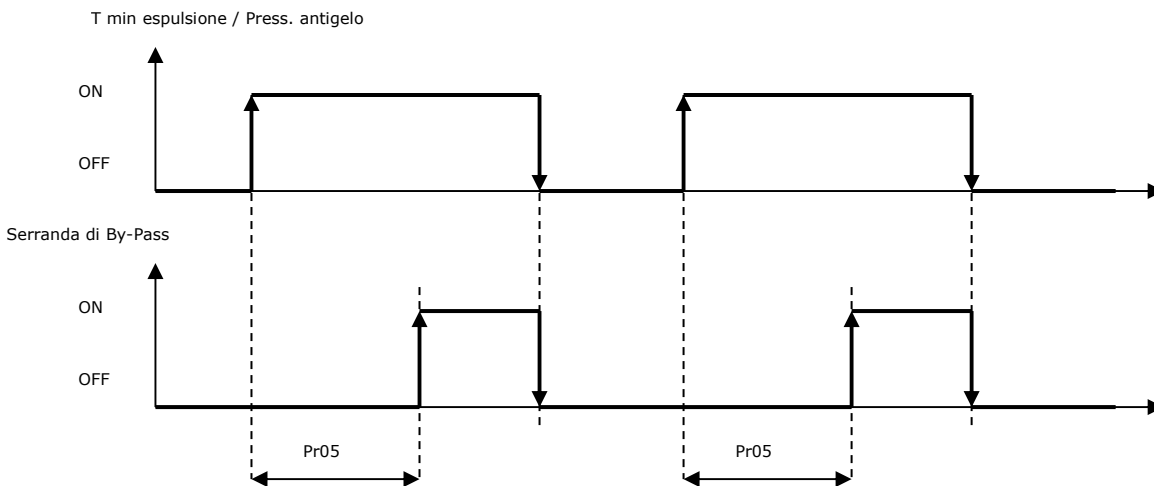 T min espulsione / Press. antigelo
ON
OFF
Serranda di By-Pass
ON
OFF
Pr05
Pr05